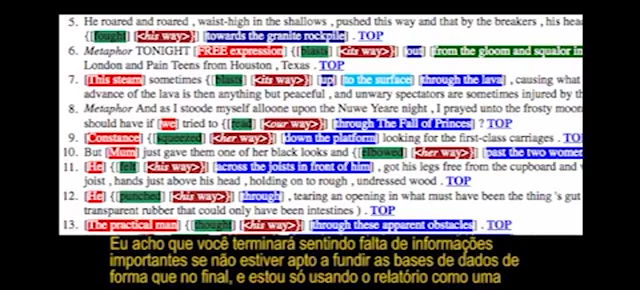 5. He roared and roared , waist-high in the shallows , pushed this way and that by the breakers , his hea
{[fought] [<his way>}] [towards the granite rockpile] . TOP
6. Metaphor TONIGHT [FREE expression] {[blasts] [<its way>}] [out] [from the gloom and squalor in
London and Pain Teens from Houston , Texas . TOP
7. [This steam] sometimes {[blasts] [<its way>}] [up] [to the surface] [through the lava] , causing what
advance of the lava is then anything but peaceful , and unwary spectators are sometimes injured by th
8. Metaphor And as I stoode myself alloone upon the Nuwe Yeare night , I prayed unto the frosty moon
should have if [we] tried to {[read] [<our way>}] [through The Fall of Princes] ? TOP
9. [Constance] {[squeezed] [<her way>}] [down the platform] looking for the first-class carriages . TO
10. But [Mum] just gave them one of her black looks and {[elbowed] [<her way>}] [past the two wome
11. [He] {[felt] [<his way>}] [across the joists in front of him] , got his legs free from the cupboard and
joist , hands just above his head , holding on to rough , undressed wood . TOP
12. [He] {[punched] [<his way>}] [through] , tearing an opening in what must have been the thing 's gut
transparent rubber that could only have been intestines ) . TOP
13. [The practical man] {[thought] [<his way>}] [through these apparent obstacles] . TOP
Eu acho que você terminará sentindo falta de informações
importantes se não estiver apto a fundir as bases de dados de
forma que no final, e estou só usando o relatório como uma